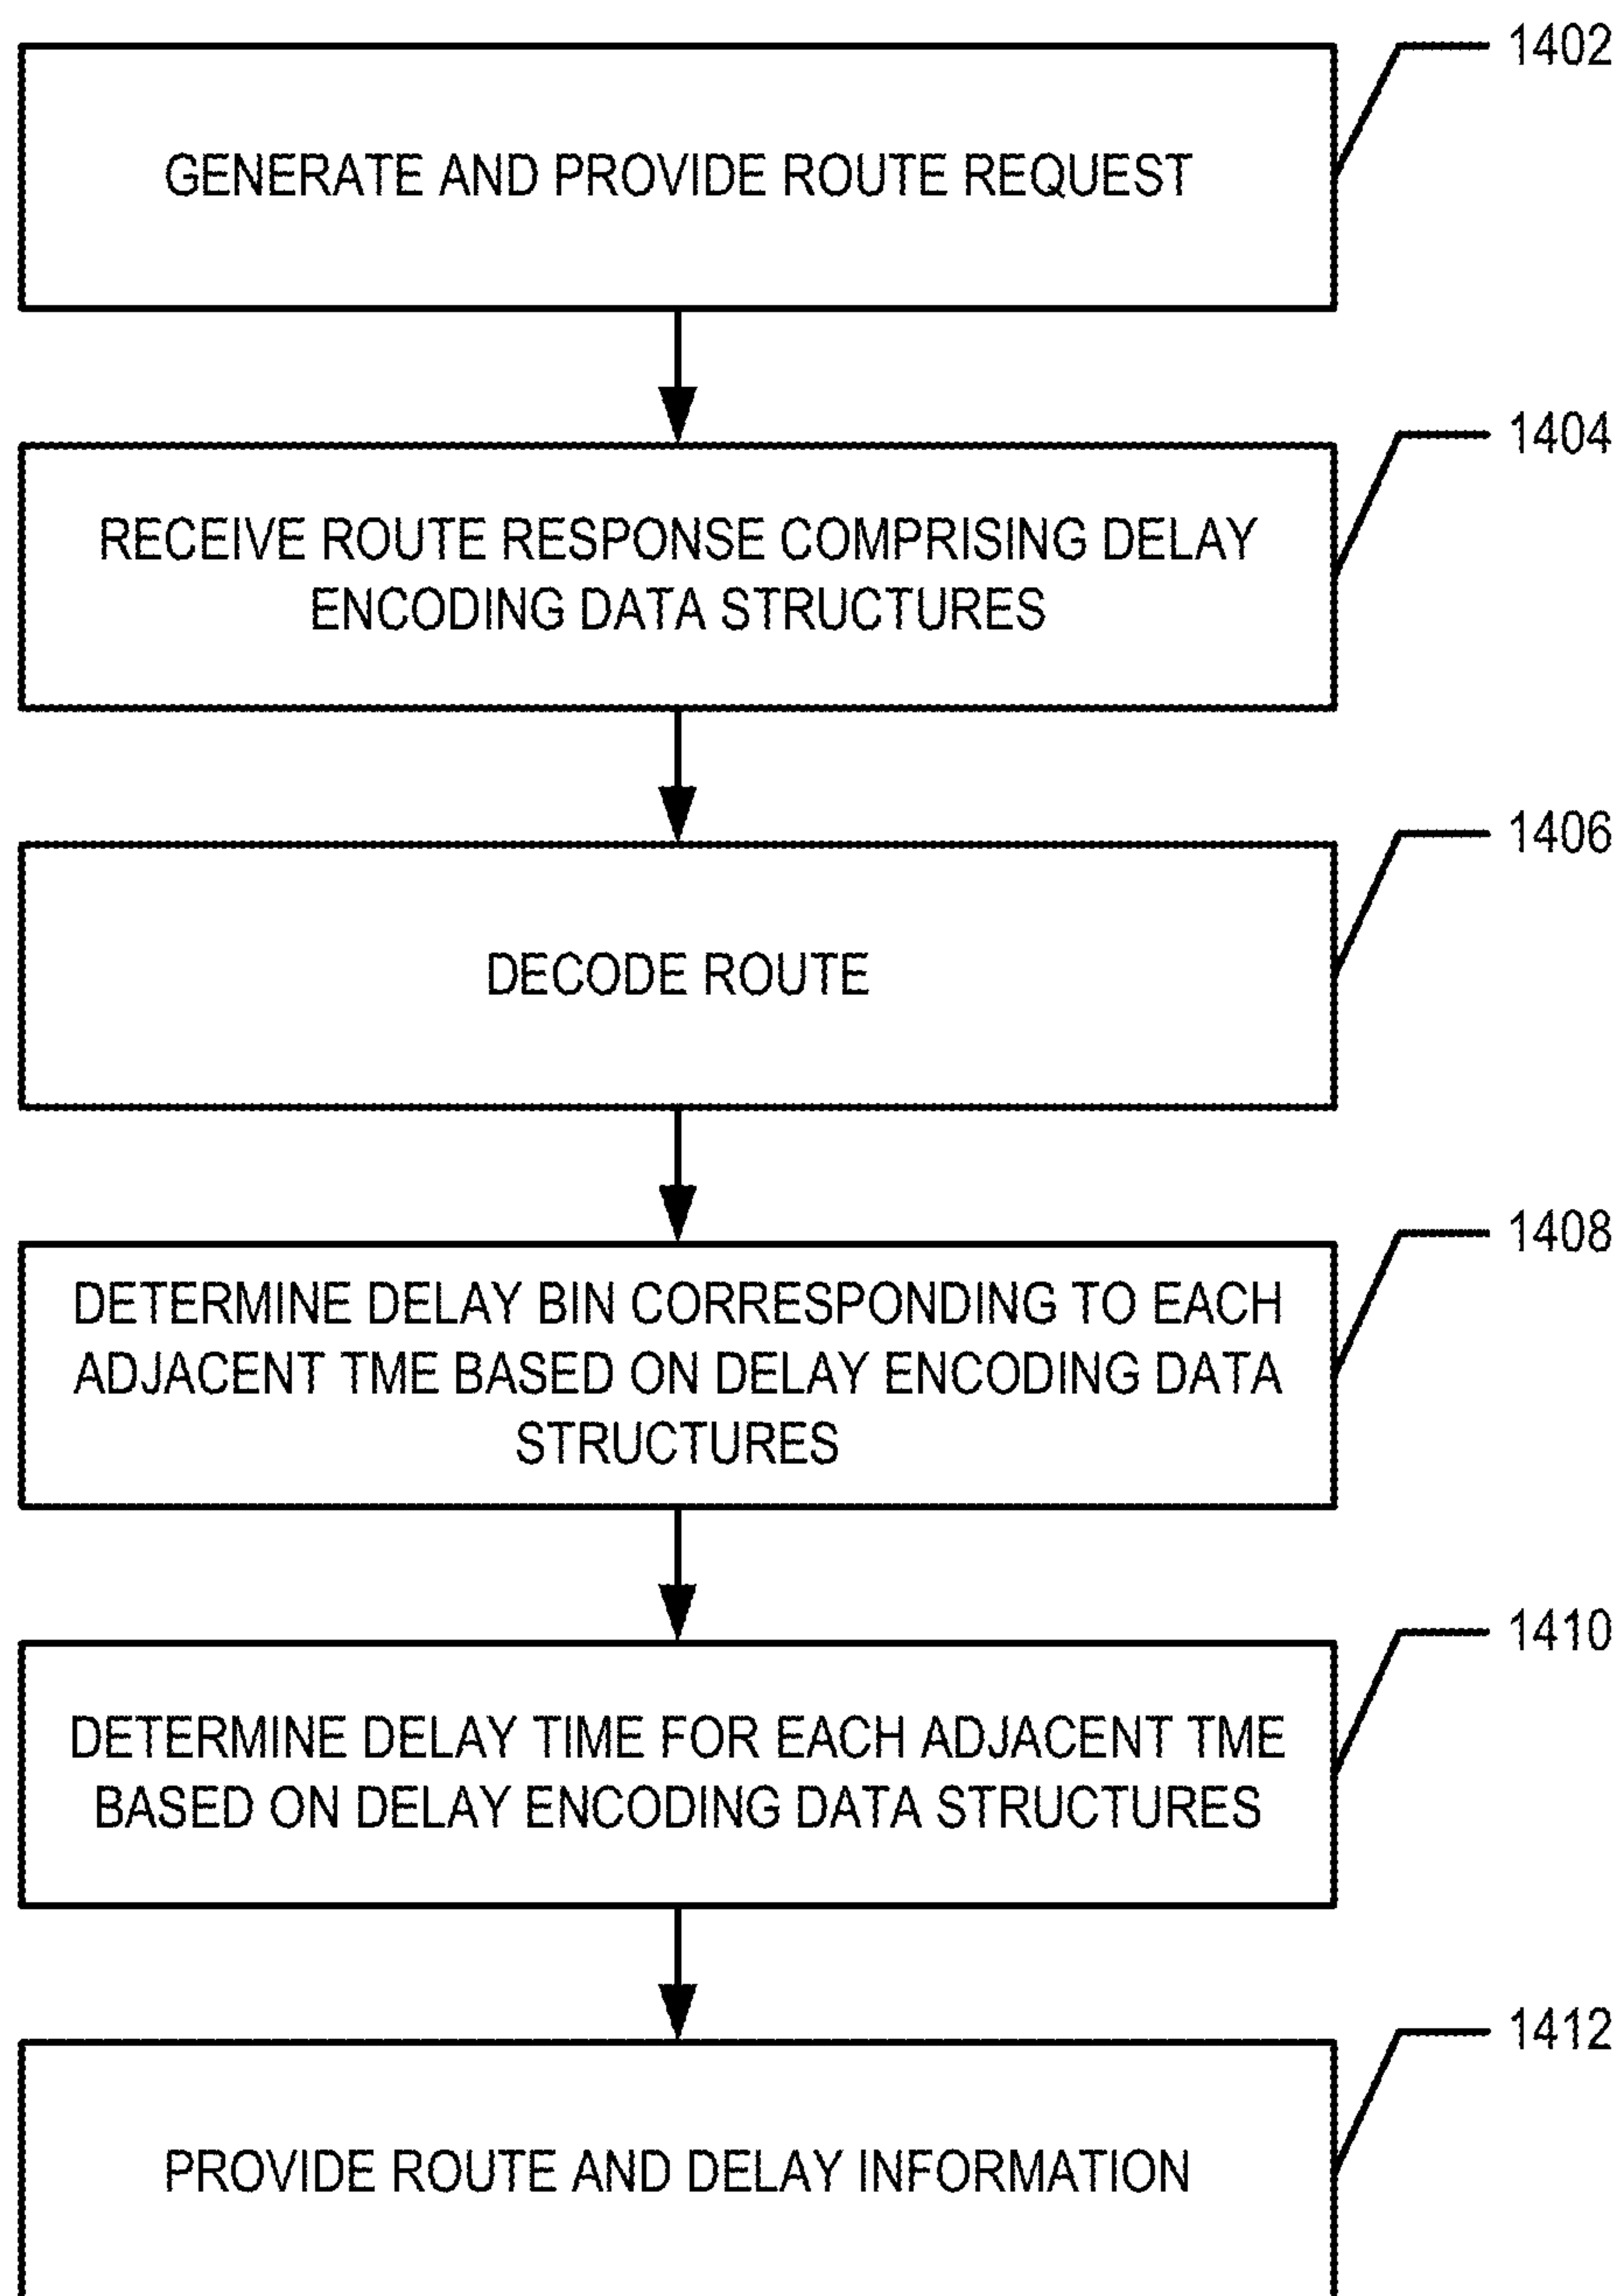 1402
GENERATE AND PROVIDE ROUTE REQUEST
1404
RECEIVE ROUTE RESPONSE COMPRISING DELAY
ENCODING DATA STRUCTURES
1406
DECODE ROUTE
1408
DETERMINE DELAY BIN CORRESPONDING TO EACH
ADJACENT TME BASED ON DELAY ENCODING DATA
STRUCTURES
1410
DETERMINE DELAY TIME FOR EACH ADJACENT TME
BASED ON DELAY ENCODING DATA STRUCTURES
1412
PROVIDE ROUTE AND DELAY INFORMATION